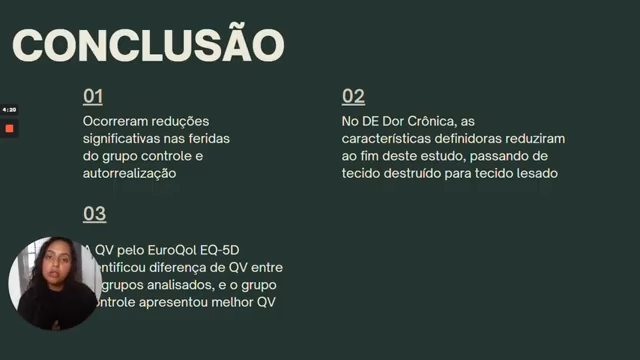 CONCLUSÃO
01
Ocorreram reduções
significativas nas feridas
do grupo controle e
autorrealização
02
No DE Dor Crônica, as
características definidoras reduziram
ao fim deste estudo, passando de
tecido destruído para tecido lesado
4:20
03
A QV pelo EuroQol EQ-5D
entificou diferença de QV entre
grupos analisados, e o grupo
ontrole apresentou melhor QV